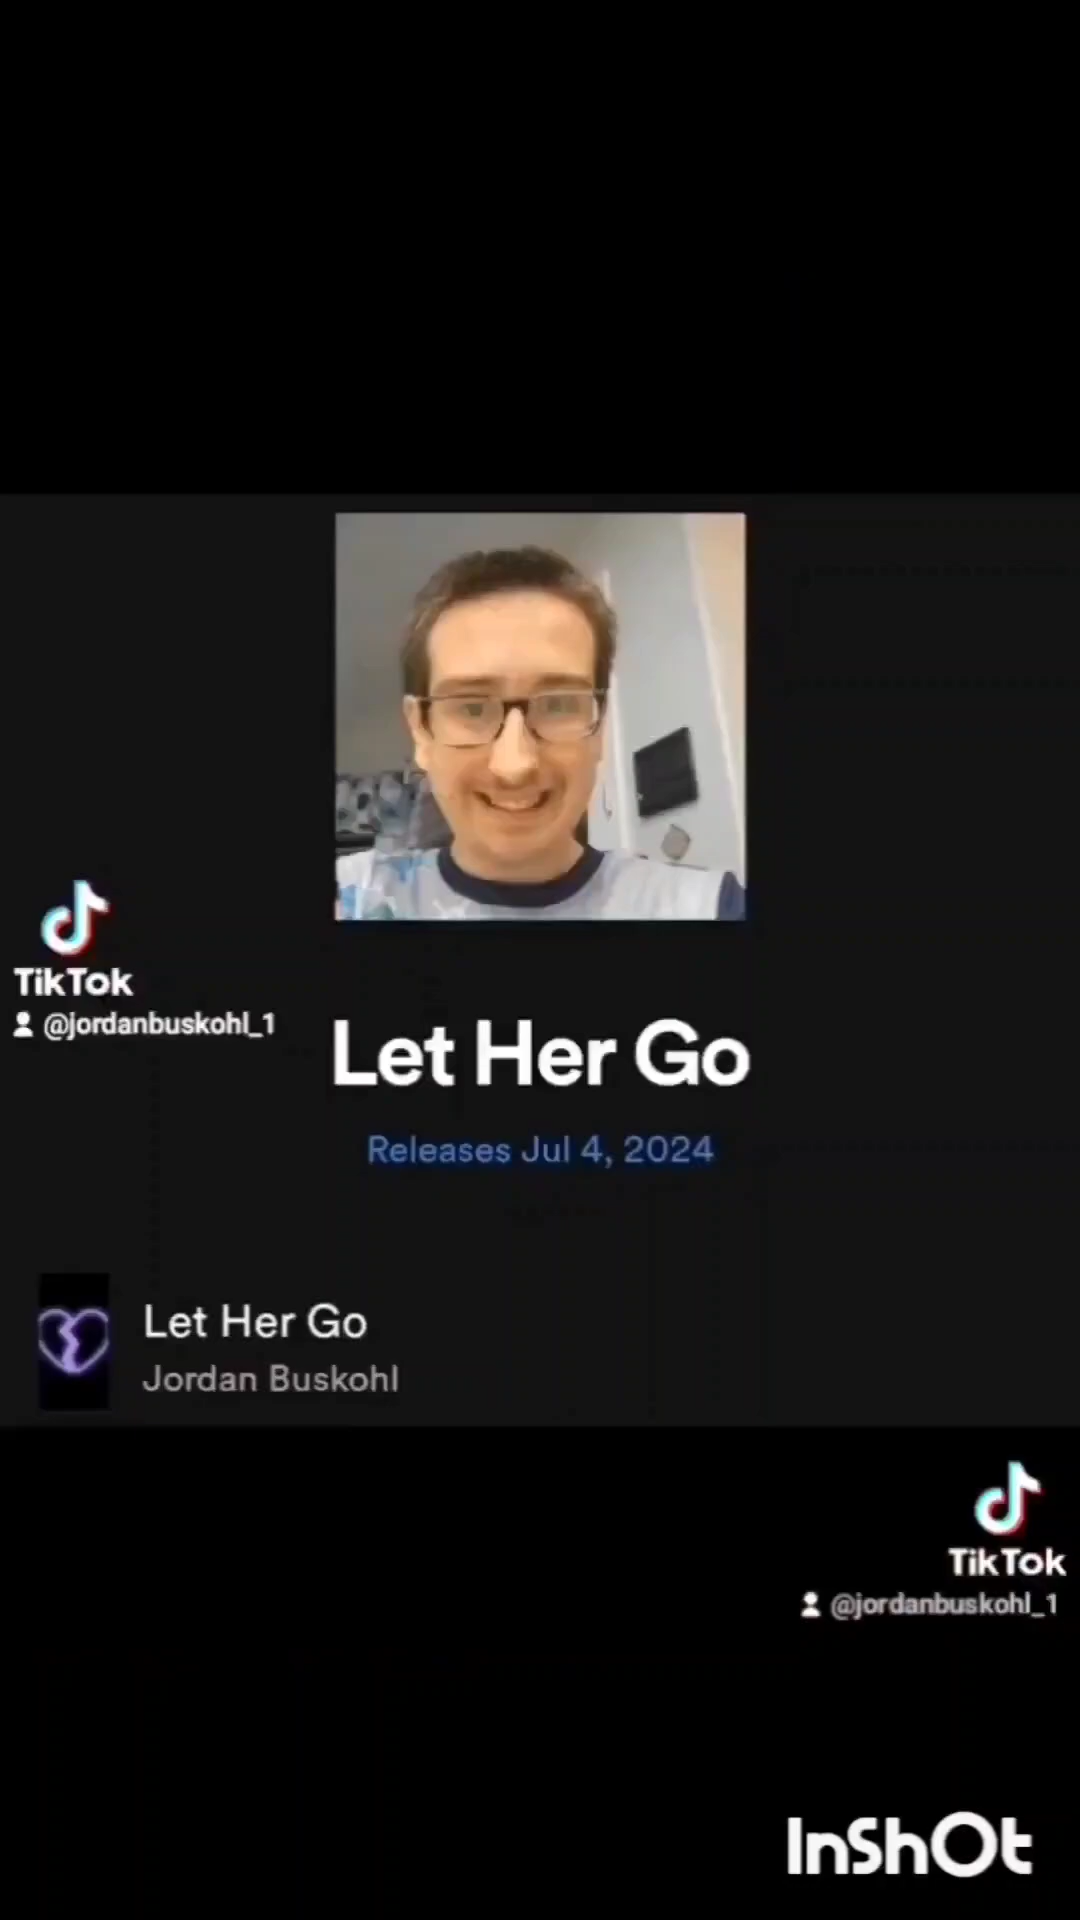 TikTok
@jordanbuskohl_1
Let Her Go
Releases Jul 4, 2024
Let Her Go
Jordan Buskohl
TikTok
@jordanbuskohl_1
InShOt